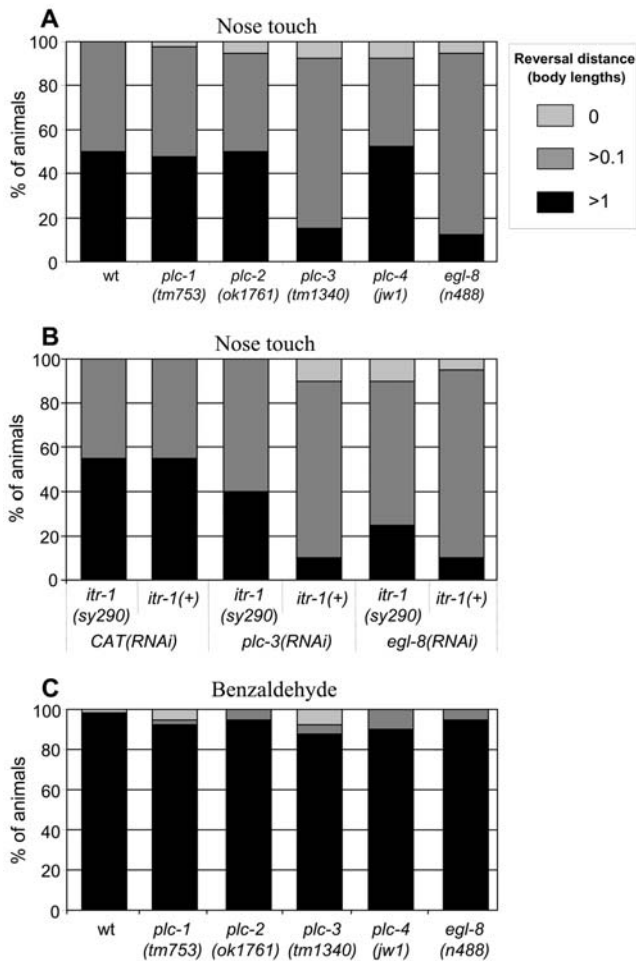 A
Nose touch
% of animals
100
80
60
40
20
0
wt
plc-1
(tm753)
plc-2
(ok1761)
plc-3
(tm1340)
plc-4
(jw1)
egl-8
(n488)
Reversal distance
(body lengths)
0
>0.1
>1
B
Nose touch
% of animals
100
80
60
40
20
0
itr-1
(sy290)
itr-1(+)
itr-1
(sy290)
itr-1(+)
itr-1
(sy290)
itr-1(+)
CAT(RNAi)
plc-3(RNAi)
egl-8(RNAi)
C
Benzaldehyde
% of animals
100
80
60
40
20
0
wt
plc-1
(tm753)
plc-2
(ok1761)
plc-3
(tm1340)
plc-4
(jw1)
egl-8
(n488)